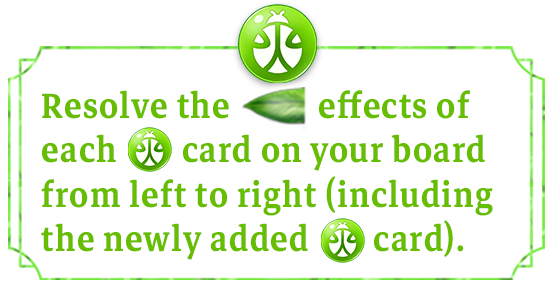 Resolve the effects of
each card on your board
from left to right (including
the newly added card).